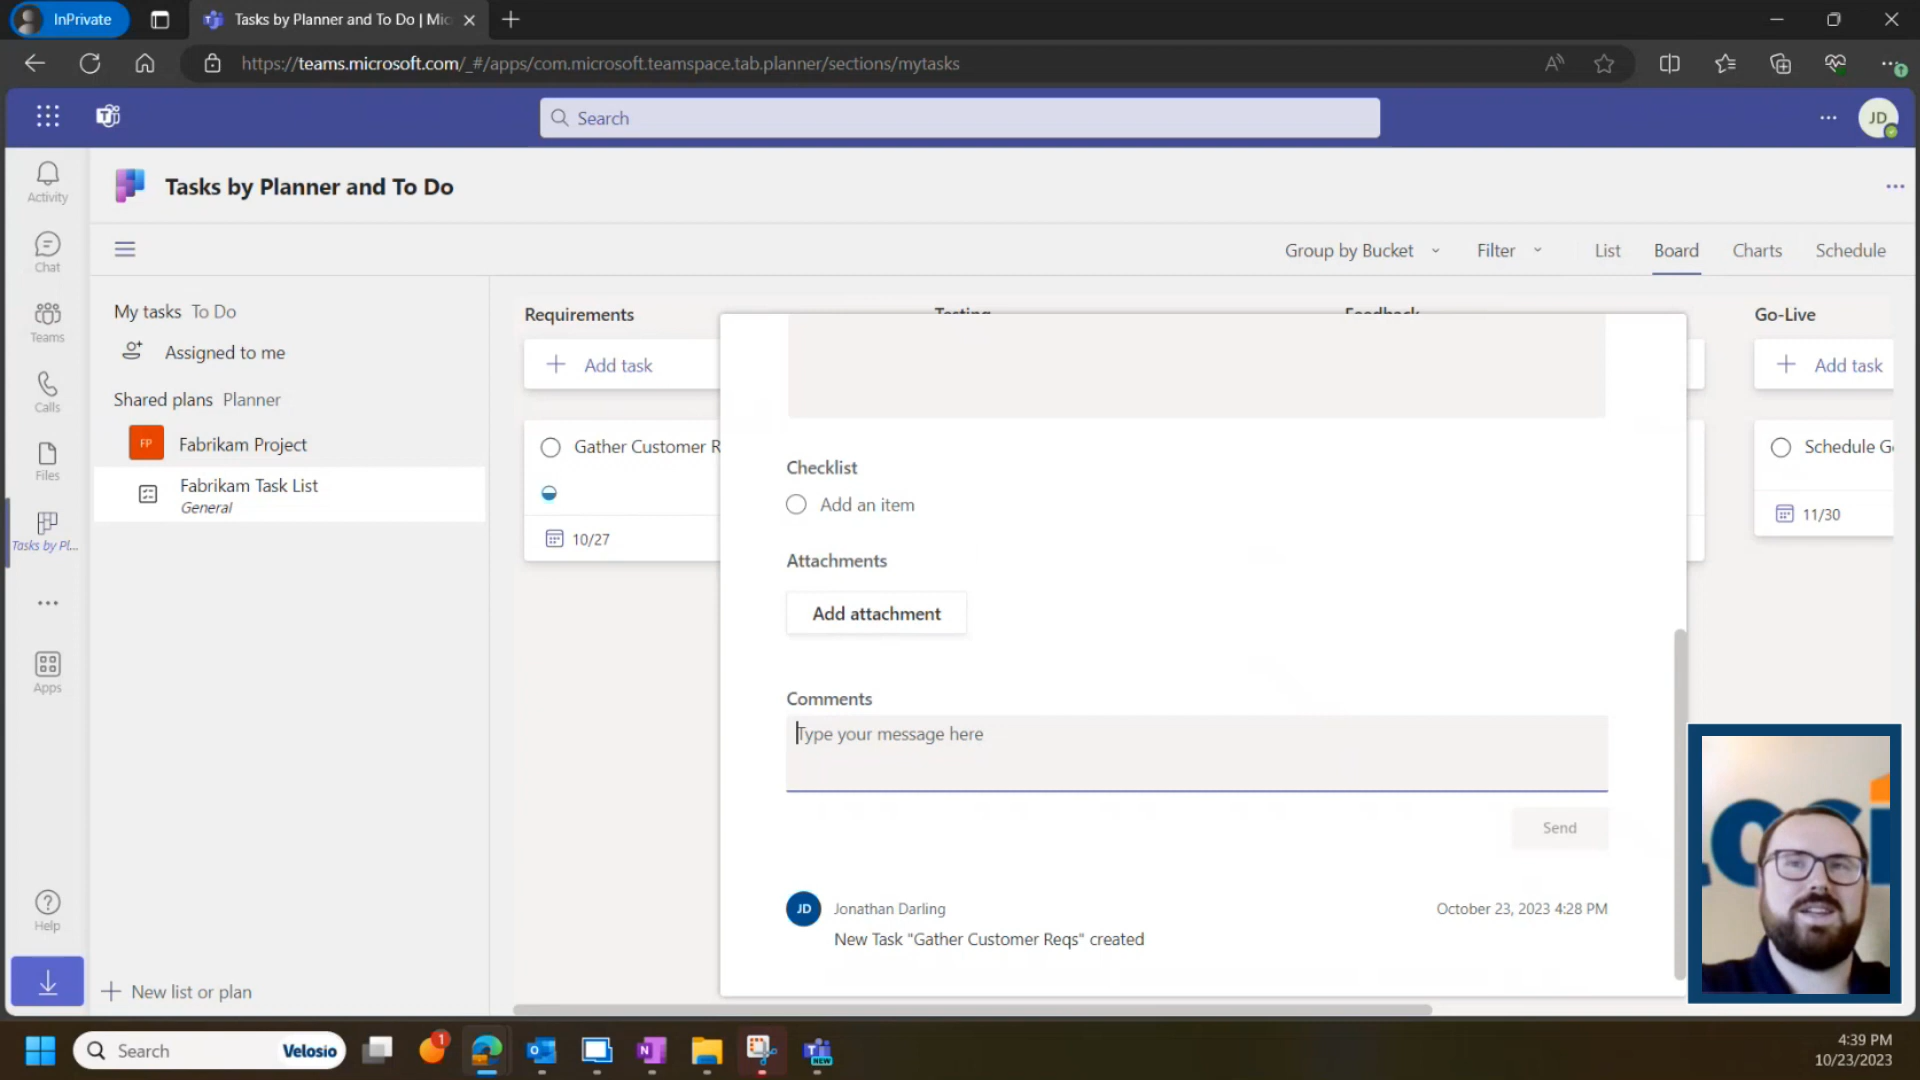 InPrivate
Tasks by Planner and To Do | Mic
https://teams.microsoft.com/_#/apps/com.microsoft.teamspace.tab.planner/sections/mytasks
Search
JD
Activity
Chat
Teams
Calls
Files
Tasks by Pl...
Apps
Help
Tasks by Planner and To Do
Group by Bucket
Filter
List
Board
Charts
Schedule
My tasks To Do
Assigned to me
Shared plans Planner
FP
Fabrikam Project
Fabrikam Task List
General
New list or plan
Requirements
Testing
Feedback
Go-Live
Add task
Add task
Gather Customer R
10/27
Schedule G
11/30
Checklist
Add an item
Attachments
Add attachment
Comments
Type your message here
Send
JD
Jonathan Darling
October 23, 2023 4:28 PM
New Task "Gather Customer Reqs" created
Search
Velosio
1
N
NEW
4:39 PM
10/23/2023